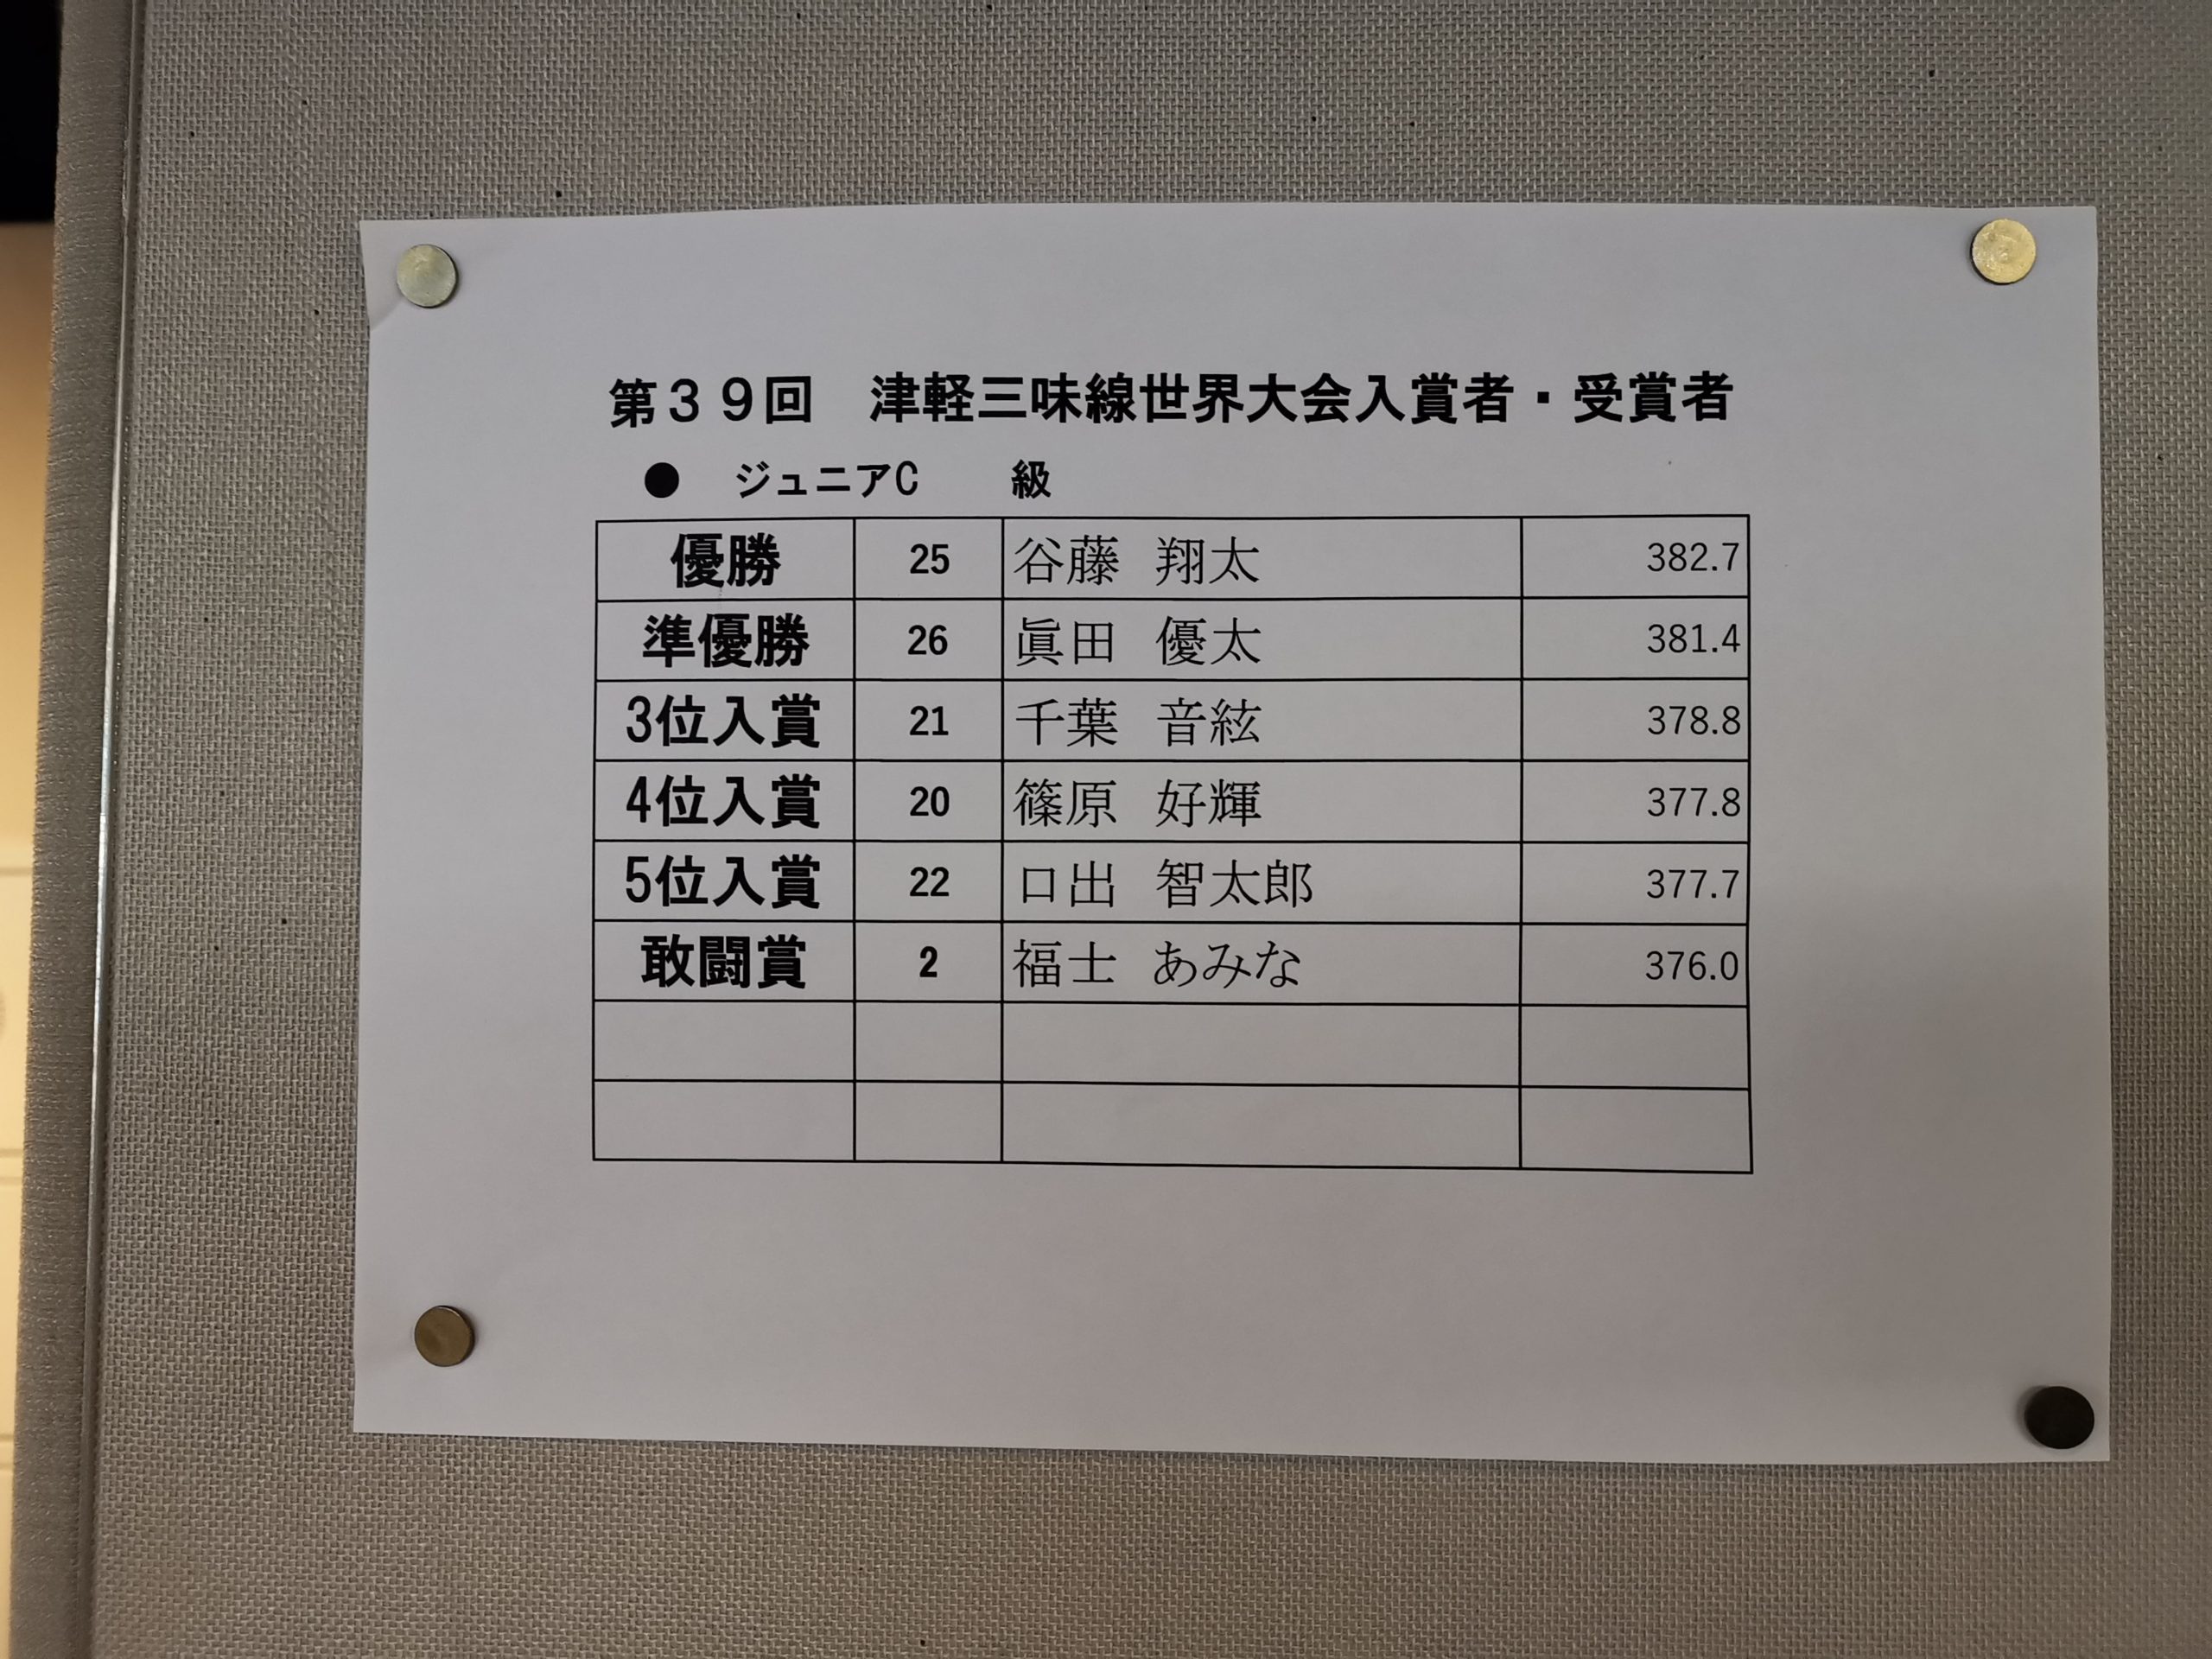 第39回　津軽三味線世界大会入賞者・受賞者
●　ジュニアC　級
優勝 25 谷藤　翔太 382.7
準優勝 26 眞田　優太 381.4
3位入賞 21 千葉　音絃 378.8
4位入賞 20 篠原　好輝 377.8
5位入賞 22 口出　智太郎 377.7
敢闘賞 2 福士　あみな 376.0